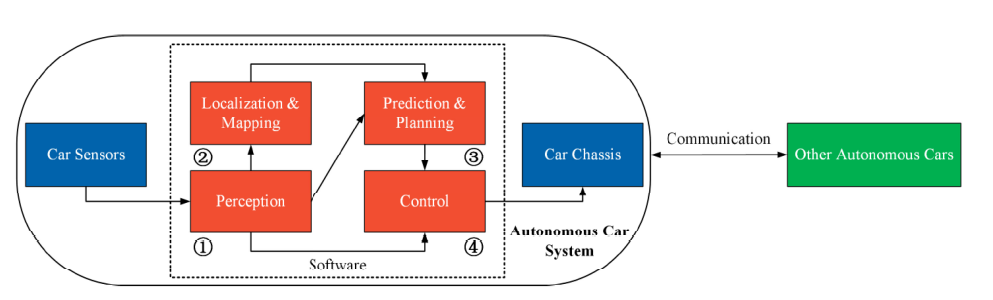 Localization &
Mapping
Prediction &
Planning
Communication
Car Sensors
②
③
Car Chassis
Other Autonomous Cars
Perception
Control
①
④
Autonomous Car
System
Software